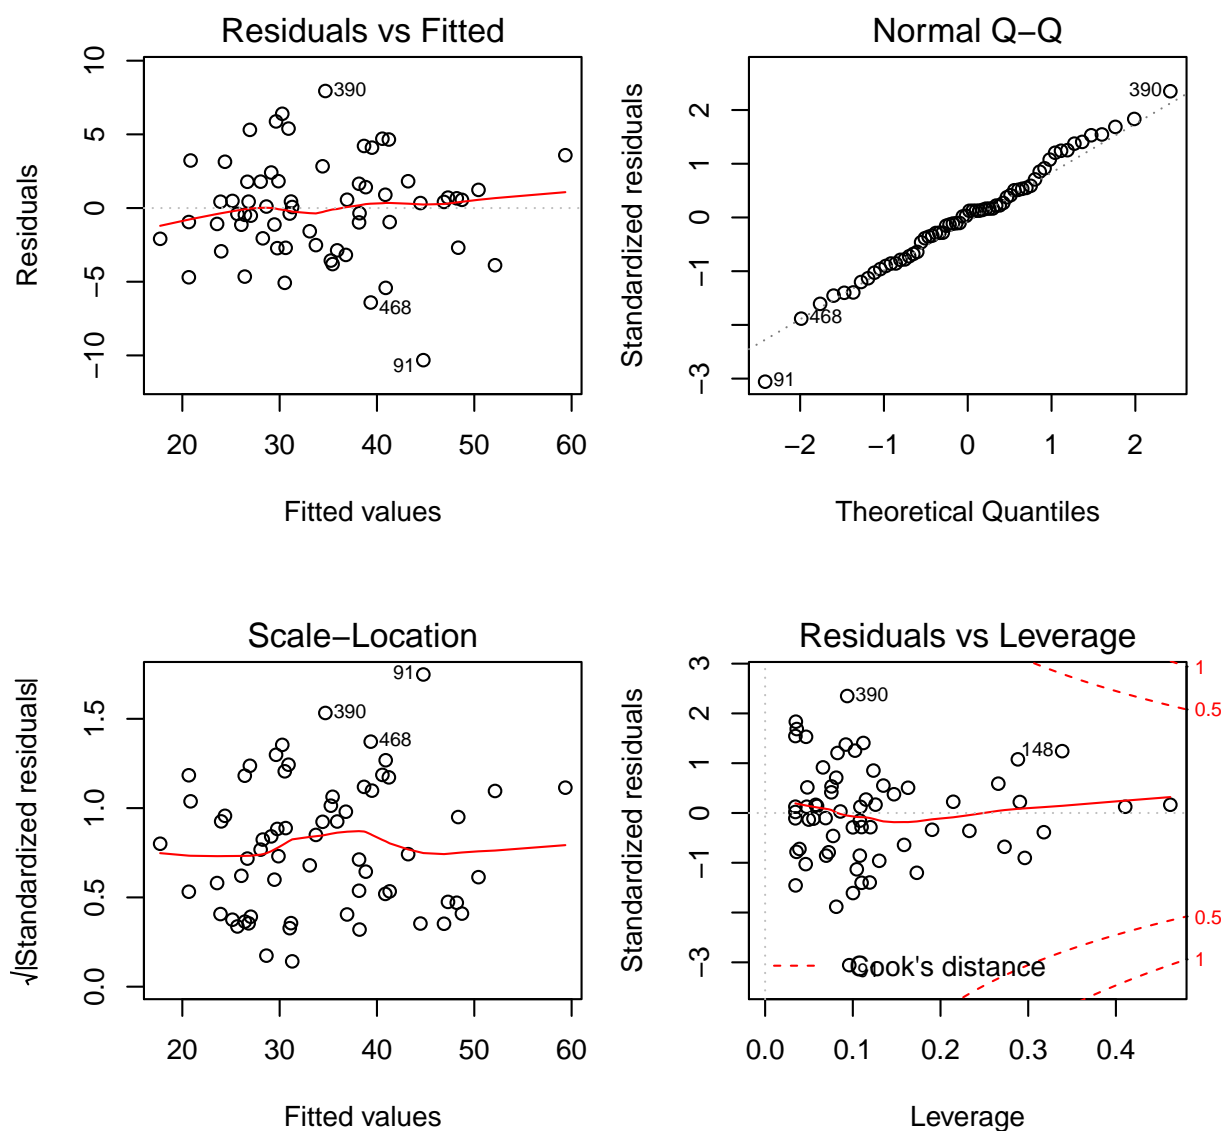 Residuals vs Fitted
Residuals
10
5
0
−5
−10
390
468
91
20 30 40 50 60
Fitted values
Normal Q−Q
Standardized residuals
2
1
0
−1
−3
390
468
91
−2 −1 0 1 2
Theoretical Quantiles
Scale−Location
√|Standardized residuals|
1.5
1.0
0.5
0.0
91
390
468
20 30 40 50 60
Fitted values
Residuals vs Leverage
Standardized residuals
3
2
1
0
−1
−3
390
148
91
Cook's distance
1
0.5
0.5
1
0.0 0.1 0.2 0.3 0.4
Leverage